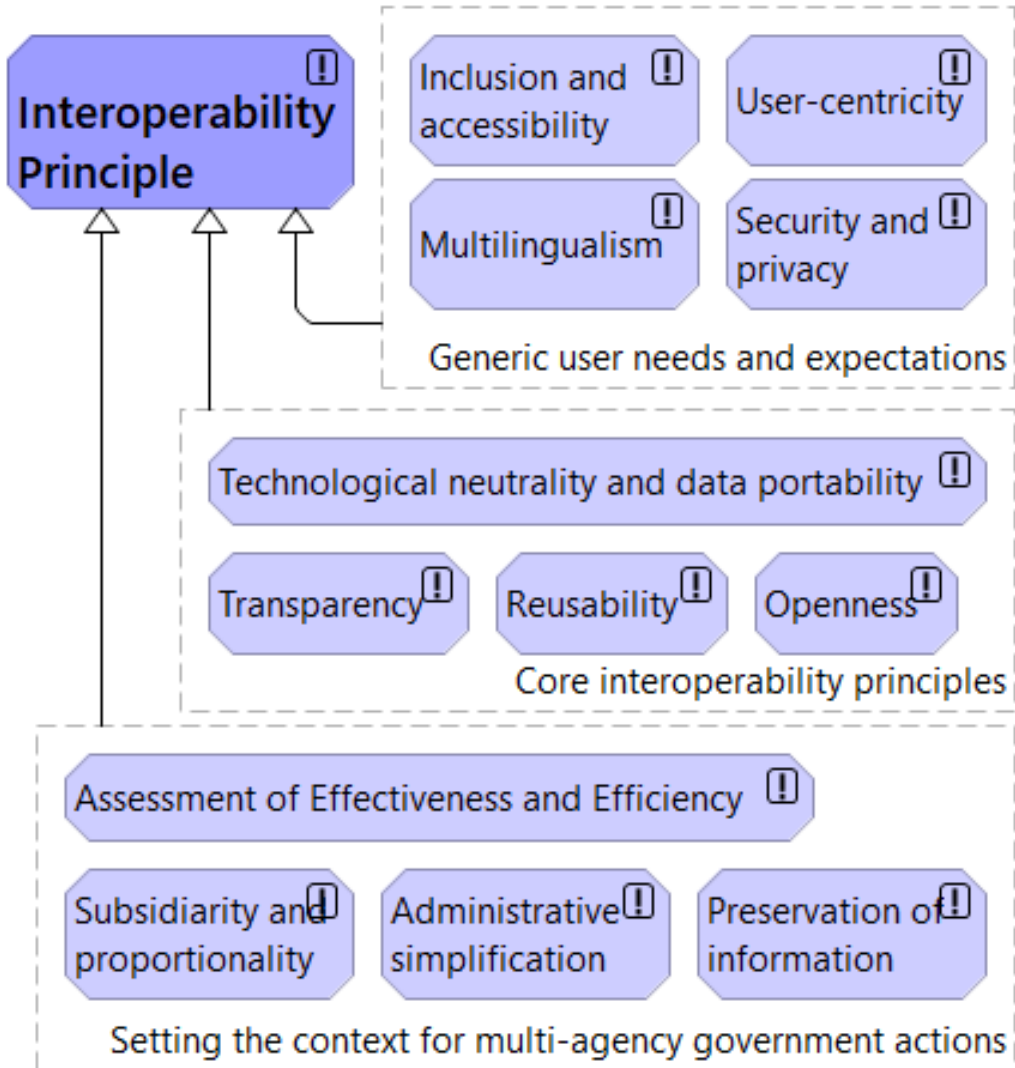 Interoperability
Principle
Inclusion and
accessibility
User-centricity
Multilingualism
Security and
privacy
Generic user needs and expectations
Technological neutrality and data portability
Transparency
Reusability
Openness
Core interoperability principles
Assessment of Effectiveness and Efficiency
Subsidiarity and
proportionality
Administrative
simplification
Preservation of
information
Setting the context for multi-agency government actions